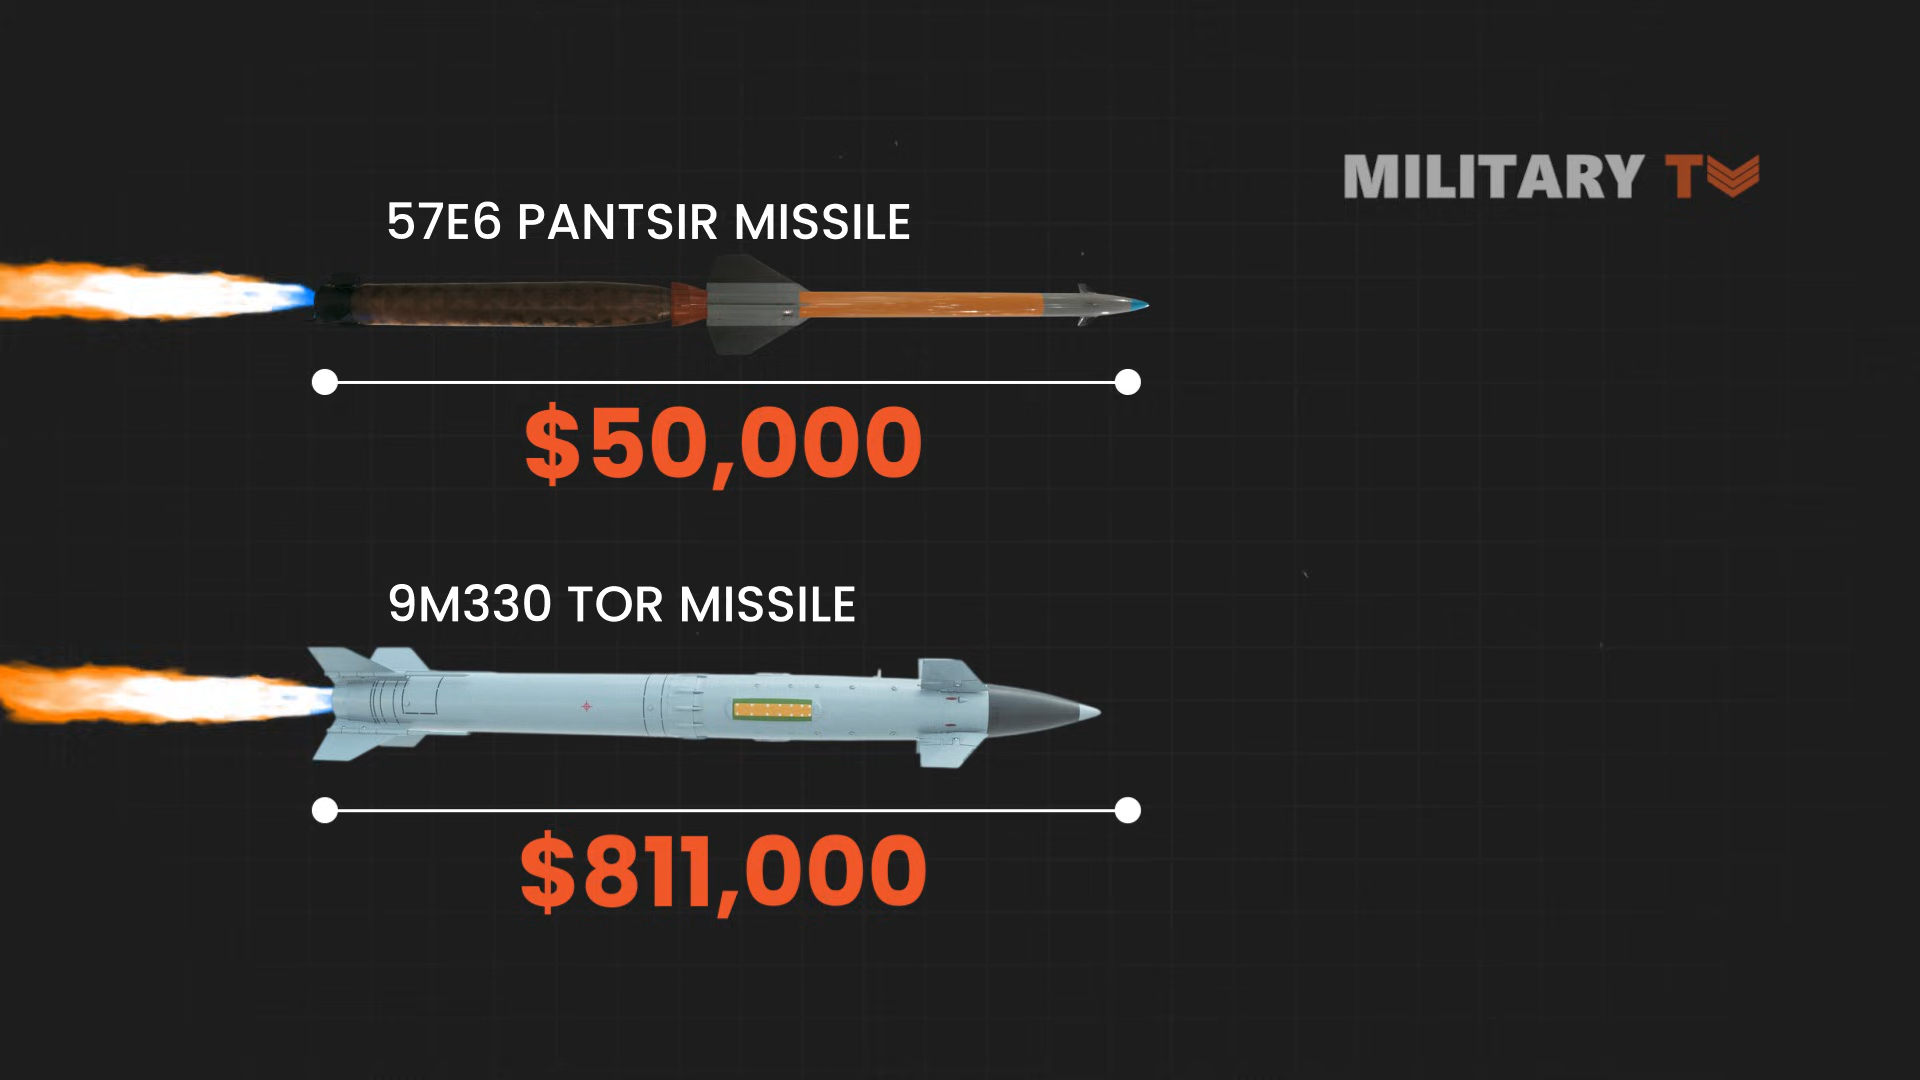 MILITARY TV
57E6 PANTSIR MISSILE
$50,000
9M330 TOR MISSILE
$811,000